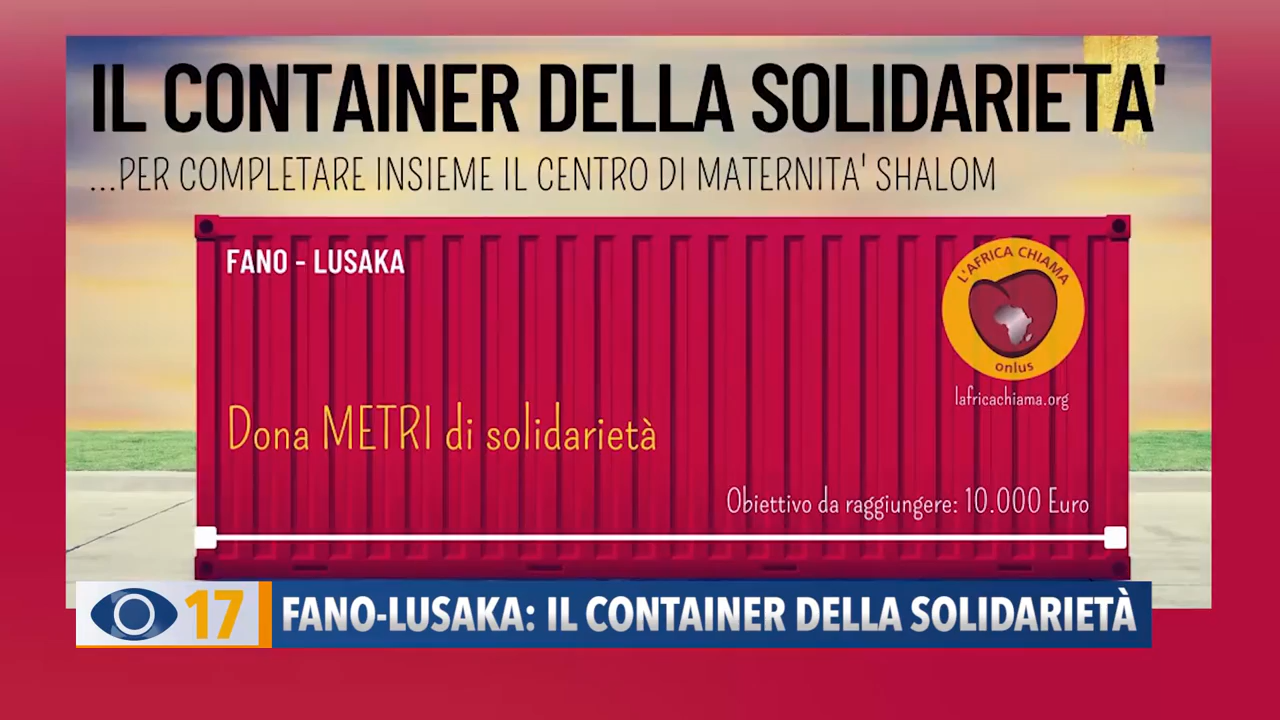 IL CONTAINER DELLA SOLIDARIETA'
...PER COMPLETARE INSIEME IL CENTRO DI MATERNITA' SHALOM
FANO - LUSAKA
L'AFRICA CHIAMA
onlus
lafricachiama.org
Dona METRI di solidarietà
Obiettivo da raggiungere: 10.000 Euro
17 FANO-LUSAKA: IL CONTAINER DELLA SOLIDARIETÀ